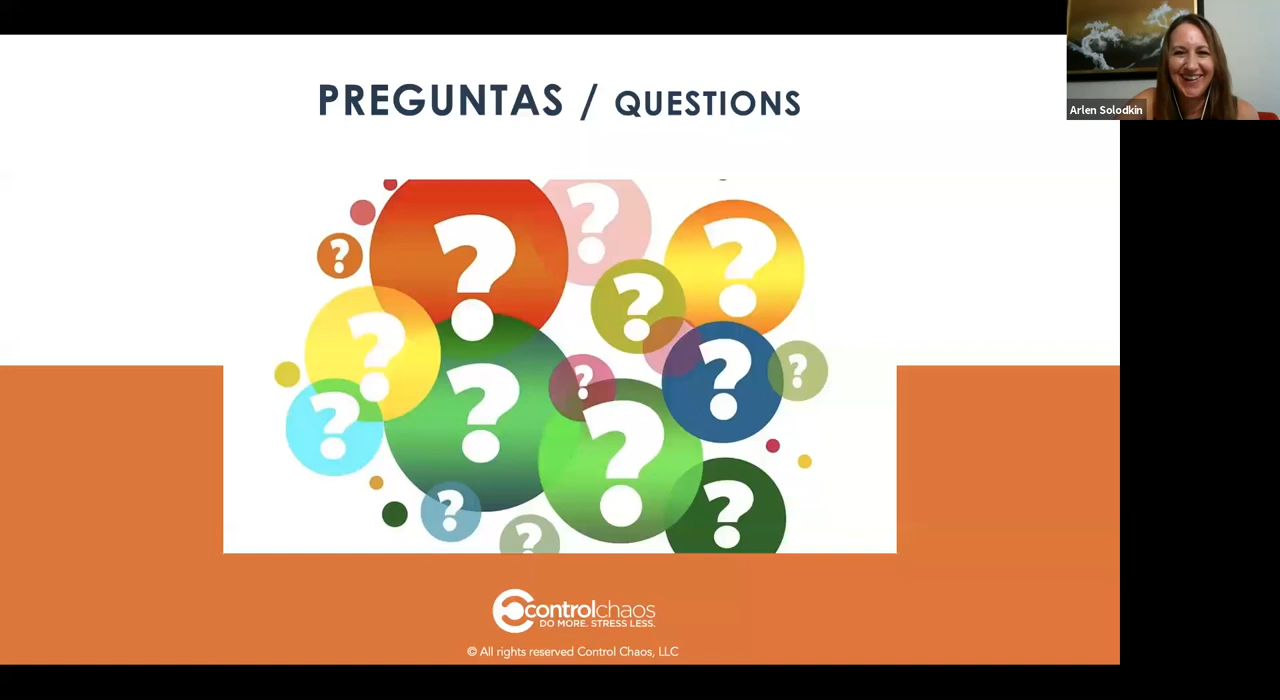 PREGUNTAS / QUESTIONS
Arlen Solodkin
? ? ? ? ? ? ? ? ? ? ? ? ? ? ?
controlchaos
DO MORE. STRESS LESS.
© All rights reserved Control Chaos, LLC